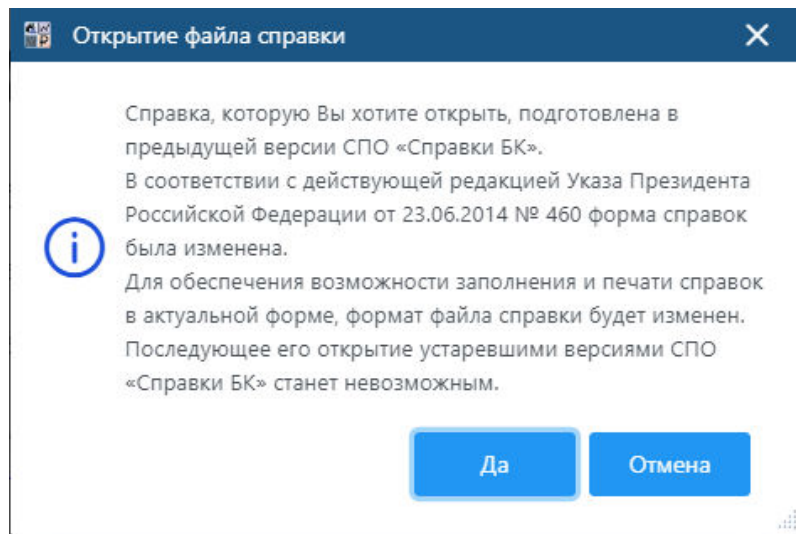 Открытие файла справки
Справка, которую Вы хотите открыть, подготовлена в
предыдущей версии СПО «Справки БК».
В соответствии с действующей редакцией Указа Президента
Российской Федерации от 23.06.2014 № 460 форма справок
была изменена.
Для обеспечения возможности заполнения и печати справок
в актуальной форме, формат файла справки будет изменен.
Последующее его открытие устаревшими версиями СПО
«Справки БК» станет невозможным.
Да
Отмена